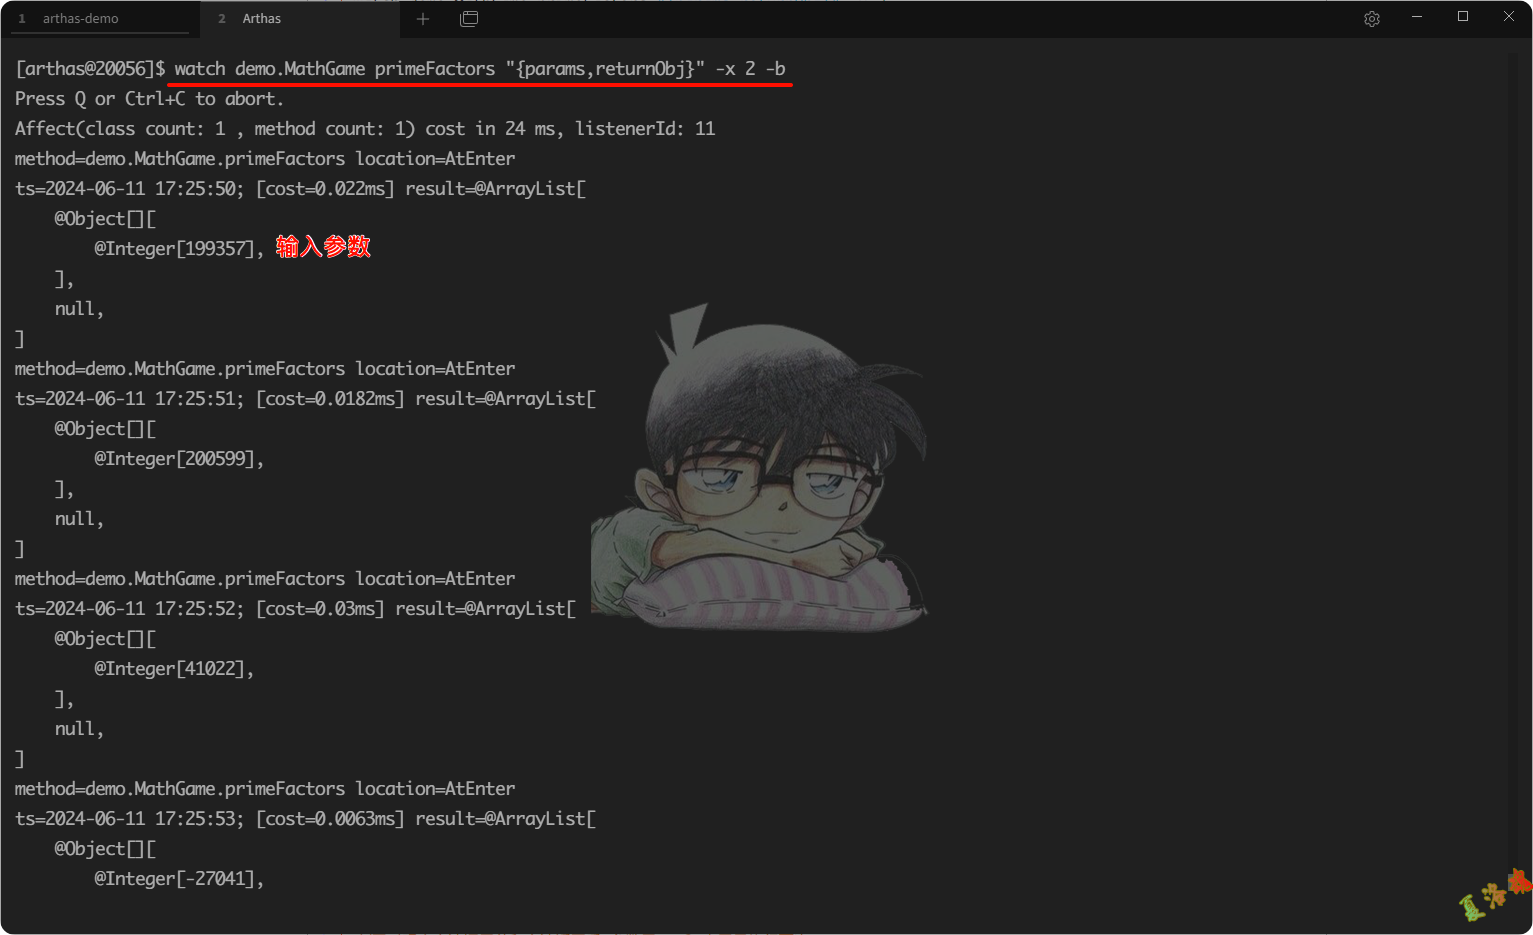 1 arthas-demo
2 Arthas
[arthas@20056]$ watch demo.MathGame primeFactors "{params,returnObj}" -x 2 -b
Press Q or Ctrl+C to abort.
Affect(class count: 1 , method count: 1) cost in 24 ms, listenerId: 11
method=demo.MathGame.primeFactors location=AtEnter
ts=2024-06-11 17:25:50; [cost=0.022ms] result=@ArrayList[
    @Object[][
        @Integer[199357], 输入参数
    ],
    null,
]
method=demo.MathGame.primeFactors location=AtEnter
ts=2024-06-11 17:25:51; [cost=0.0182ms] result=@ArrayList[
    @Object[][
        @Integer[200599],
    ],
    null,
]
method=demo.MathGame.primeFactors location=AtEnter
ts=2024-06-11 17:25:52; [cost=0.03ms] result=@ArrayList[
    @Object[][
        @Integer[41022],
    ],
    null,
]
method=demo.MathGame.primeFactors location=AtEnter
ts=2024-06-11 17:25:53; [cost=0.0063ms] result=@ArrayList[
    @Object[][
        @Integer[-27041],